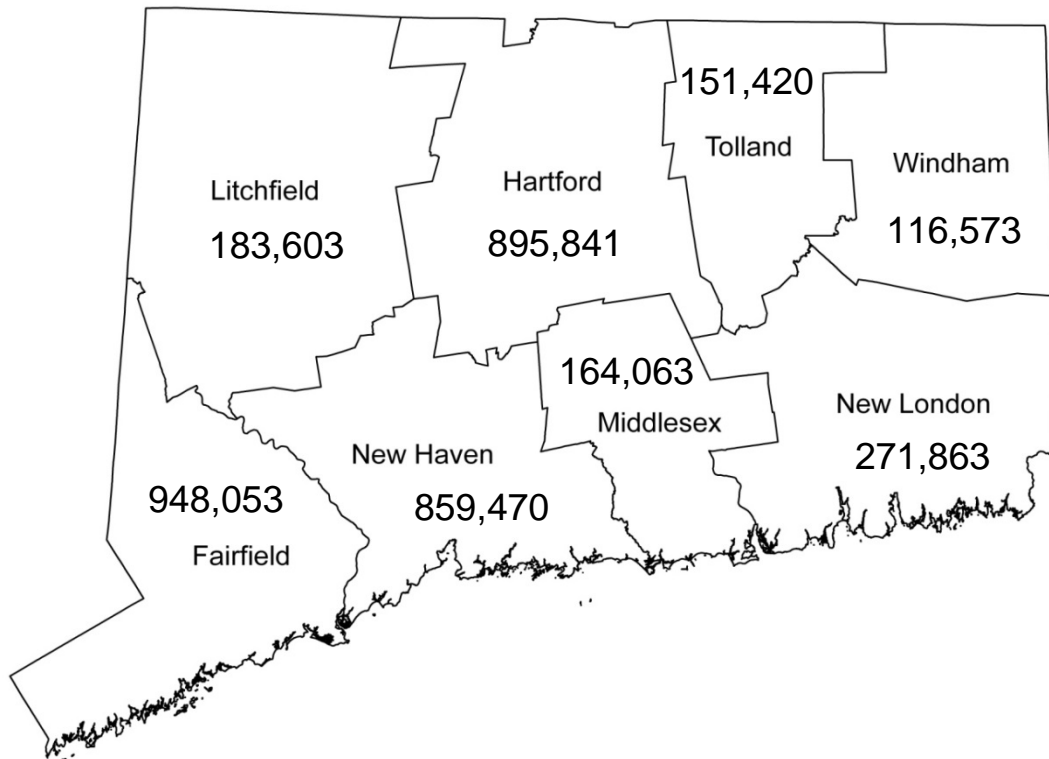 151,420
Tolland
Windham
116,573
Hartford
895,841
Litchfield
183,603
164,063
Middlesex
New London
271,863
New Haven
859,470
948,053
Fairfield